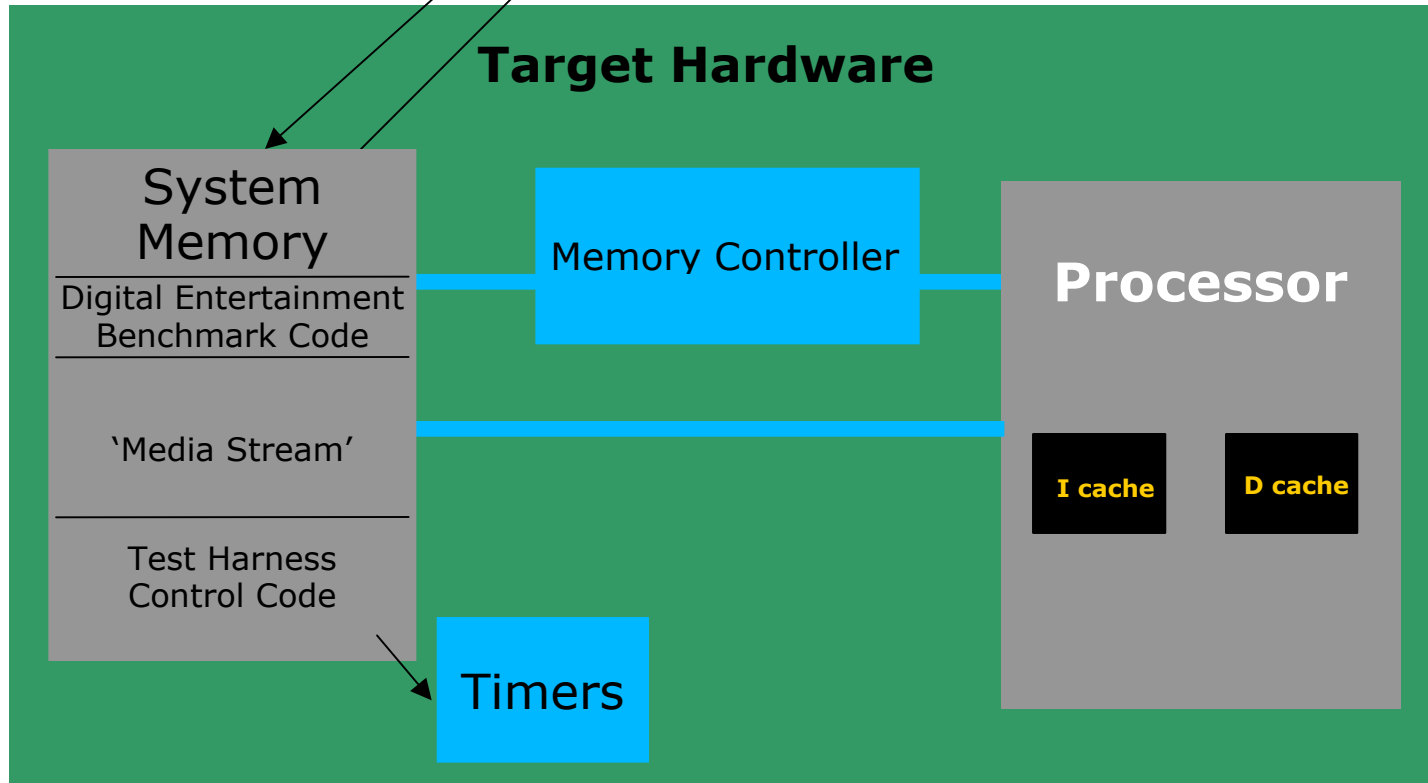 Target Hardware
System
Memory
Digital Entertainment
Benchmark Code
‘Media Stream’
Test Harness
Control Code
Memory Controller
Timers
Processor
I cache
D cache